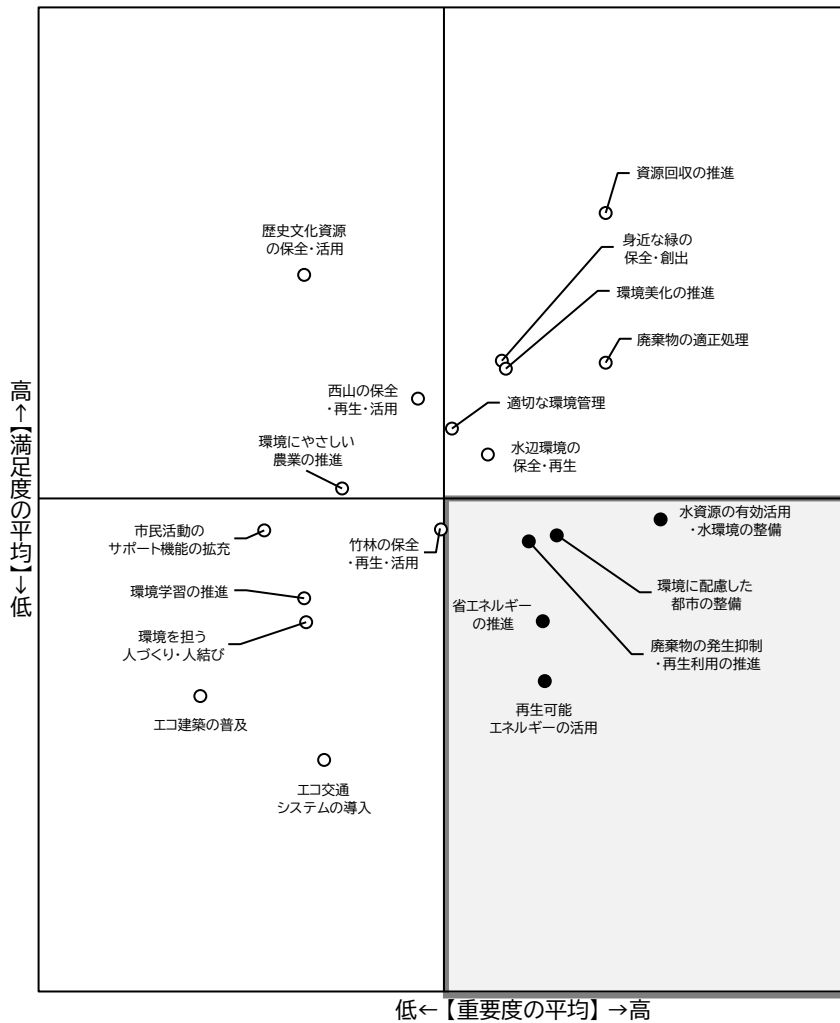 資源回収の推進
歴史文化資源
の保全・活用
身近な緑の
保全・創出
環境美化の推進
廃棄物の適正処理
西山の保全
・再生・活用
適切な環境管理
環境にやさしい
農業の推進
水辺環境の
保全・再生
高↑【満足度の平均】↓低
水資源の有効活用
・水環境の整備
市民活動の
サポート機能の拡充
竹林の保全
・再生・活用
環境に配慮した
都市の整備
環境学習の推進
省エネルギー
の推進
環境を担う
人づくり・人結び
廃棄物の発生抑制
・再生利用の推進
エコ建築の普及
再生可能
エネルギーの活用
エコ交通
システムの導入
低←【重要度の平均】→高